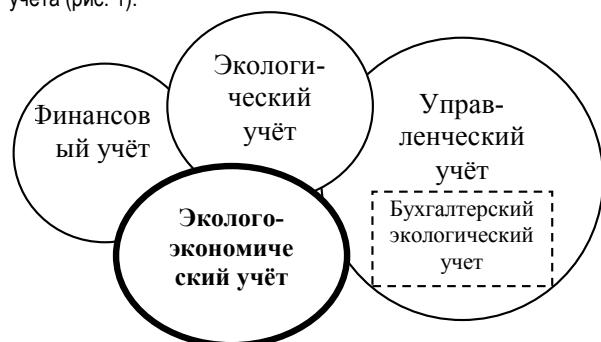 учета (рис. 1).
Экологи-
ческий
учёт
Финансов
ый учёт
Управ-
ленческий
учёт
Бухгалтерский
экологический
учет
Эколого-
экономиче
ский учёт